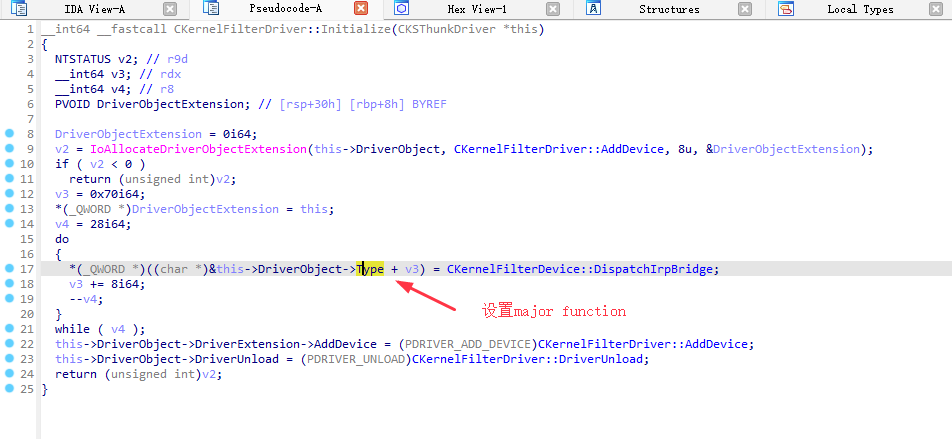 IDA View-A Pseudocode-A Hex View-1 Structures Local Types
1 __int64 __fastcall CKernelFilterDriver::Initialize(CKSThunkDriver *this)
2 {
3 NTSTATUS v2; // r9d
4 __int64 v3; // rdx
5 __int64 v4; // r8
6 PVOID DriverObjectExtension; // [rsp+30h] [rbp+8h] BYREF
7
8 DriverObjectExtension = 0i64;
9 v2 = IoAllocateDriverObjectExtension(this->DriverObject, CKernelFilterDriver::AddDevice, 8u, &DriverObjectExtension);
10 if ( v2 < 0 )
11 return (unsigned int)v2;
12 v3 = 0x70i64;
13 *(_QWORD *)DriverObjectExtension = this;
14 v4 = 28i64;
15 do
16 {
17 *(_QWORD *)((char *)&this->DriverObject->Type + v3) = CKernelFilterDevice::DispatchIrpBridge;
18 v3 += 8i64;
19 --v4;
设置major function
20 }
21 while ( v4 );
22 this->DriverObject->DriverExtension->AddDevice = (PDRIVER_ADD_DEVICE)CKernelFilterDriver::AddDevice;
23 this->DriverObject->DriverUnload = (PDRIVER_UNLOAD)CKernelFilterDevice::DriverUnload;
24 return (unsigned int)v2;
25 }